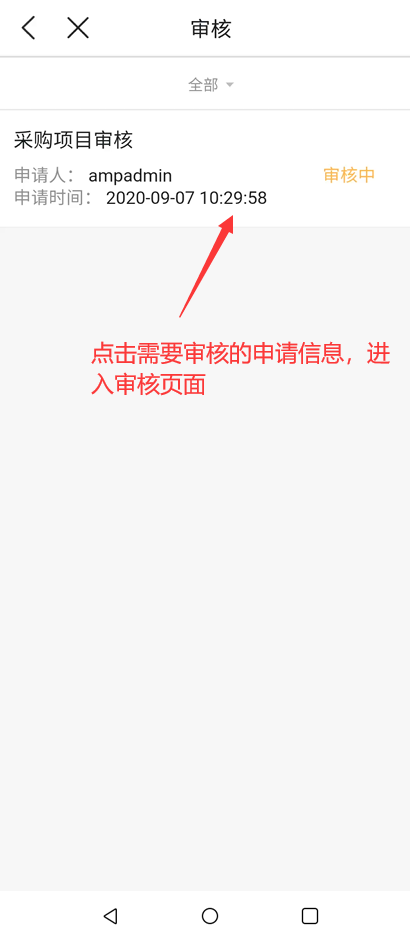 审核
全部
采购项目审核
申请人： ampadmin
审核中
申请时间： 2020-09-07 10:29:58
点击需要审核的申请信息，进
入审核页面